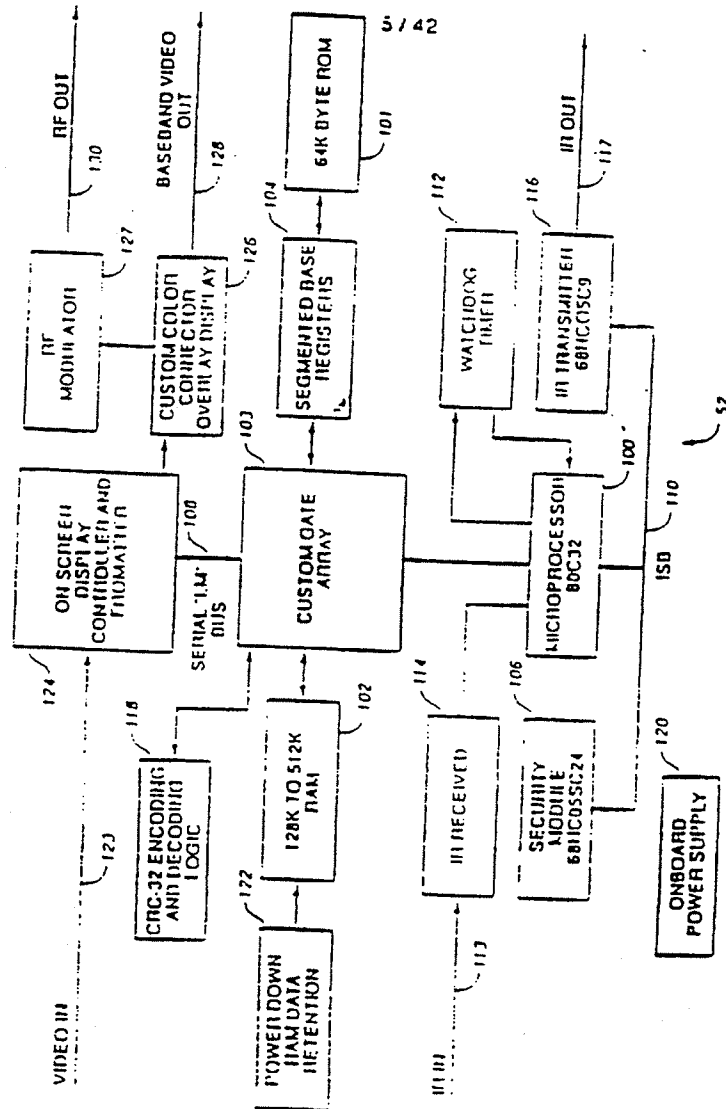 VIDEO IN
123
124
ON SCREEN
DISPLAY
CONTROLLER AND
FORMATTER
RF
MODULATOR
127
RF OUT
130
CUSTOM COLOR
CONNECTOR
OVERLAY DISPLAY
126
BASEBAND VIDEO
OUT
128
118
CRC-32 ENCODING
AND DECODING
LOGIC
SERIAL "I.M"
BUS
108
122
POWER DOWN
RAM DATA
RETENTION
128K TO 512K
RAM
102
CUSTOM GATE
ARRAY
103
SEGMENTED BASE
REGISTERS
104
64K BYTE ROM
101
5 / 42
IR IN
113
IR RECEIVED
114
SECURITY
MODULE
68HC05SC24
106
MICROPROCESSOR
80C32
100
WATCHDOG
TIMER
112
IR TRANSMITTER
68HC05C9
116
IR OUT
117
ISB
110
ONBOARD
POWER SUPPLY
120
52